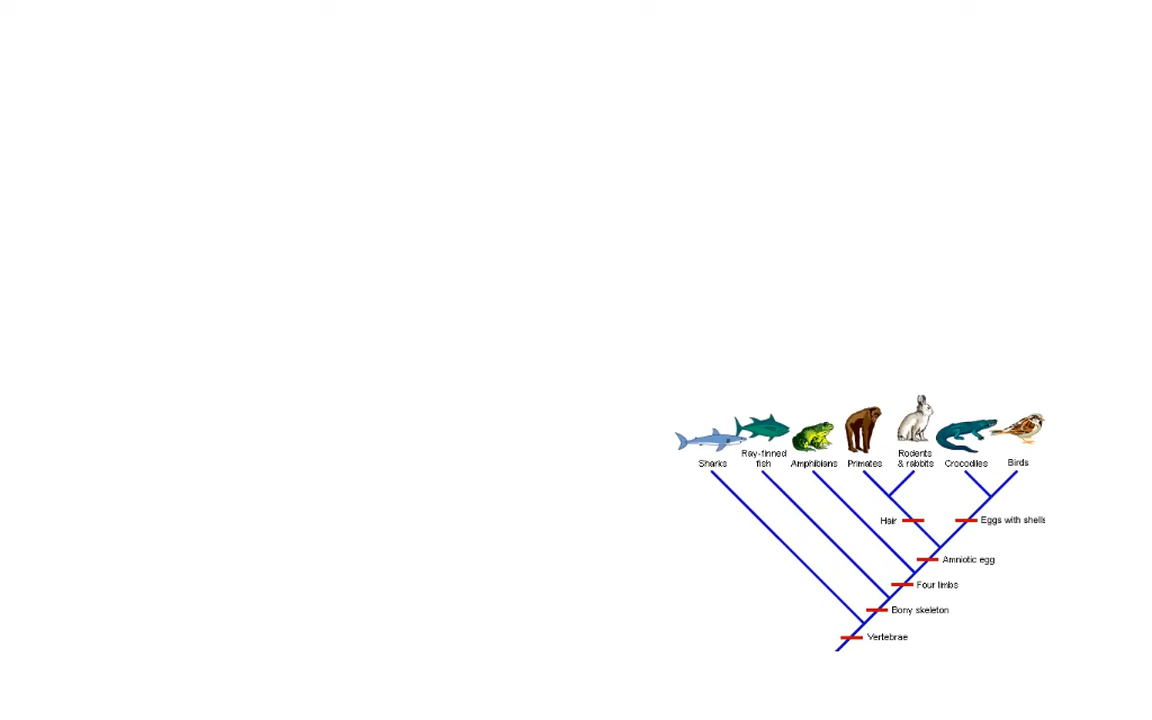 Sharks
Ray-finned
fish
Amphibians
Primates
Rodents
& rabbits
Crocodiles
Birds
Hair
Eggs with shells
Amniotic egg
Four limbs
Bony skeleton
Vertebrae